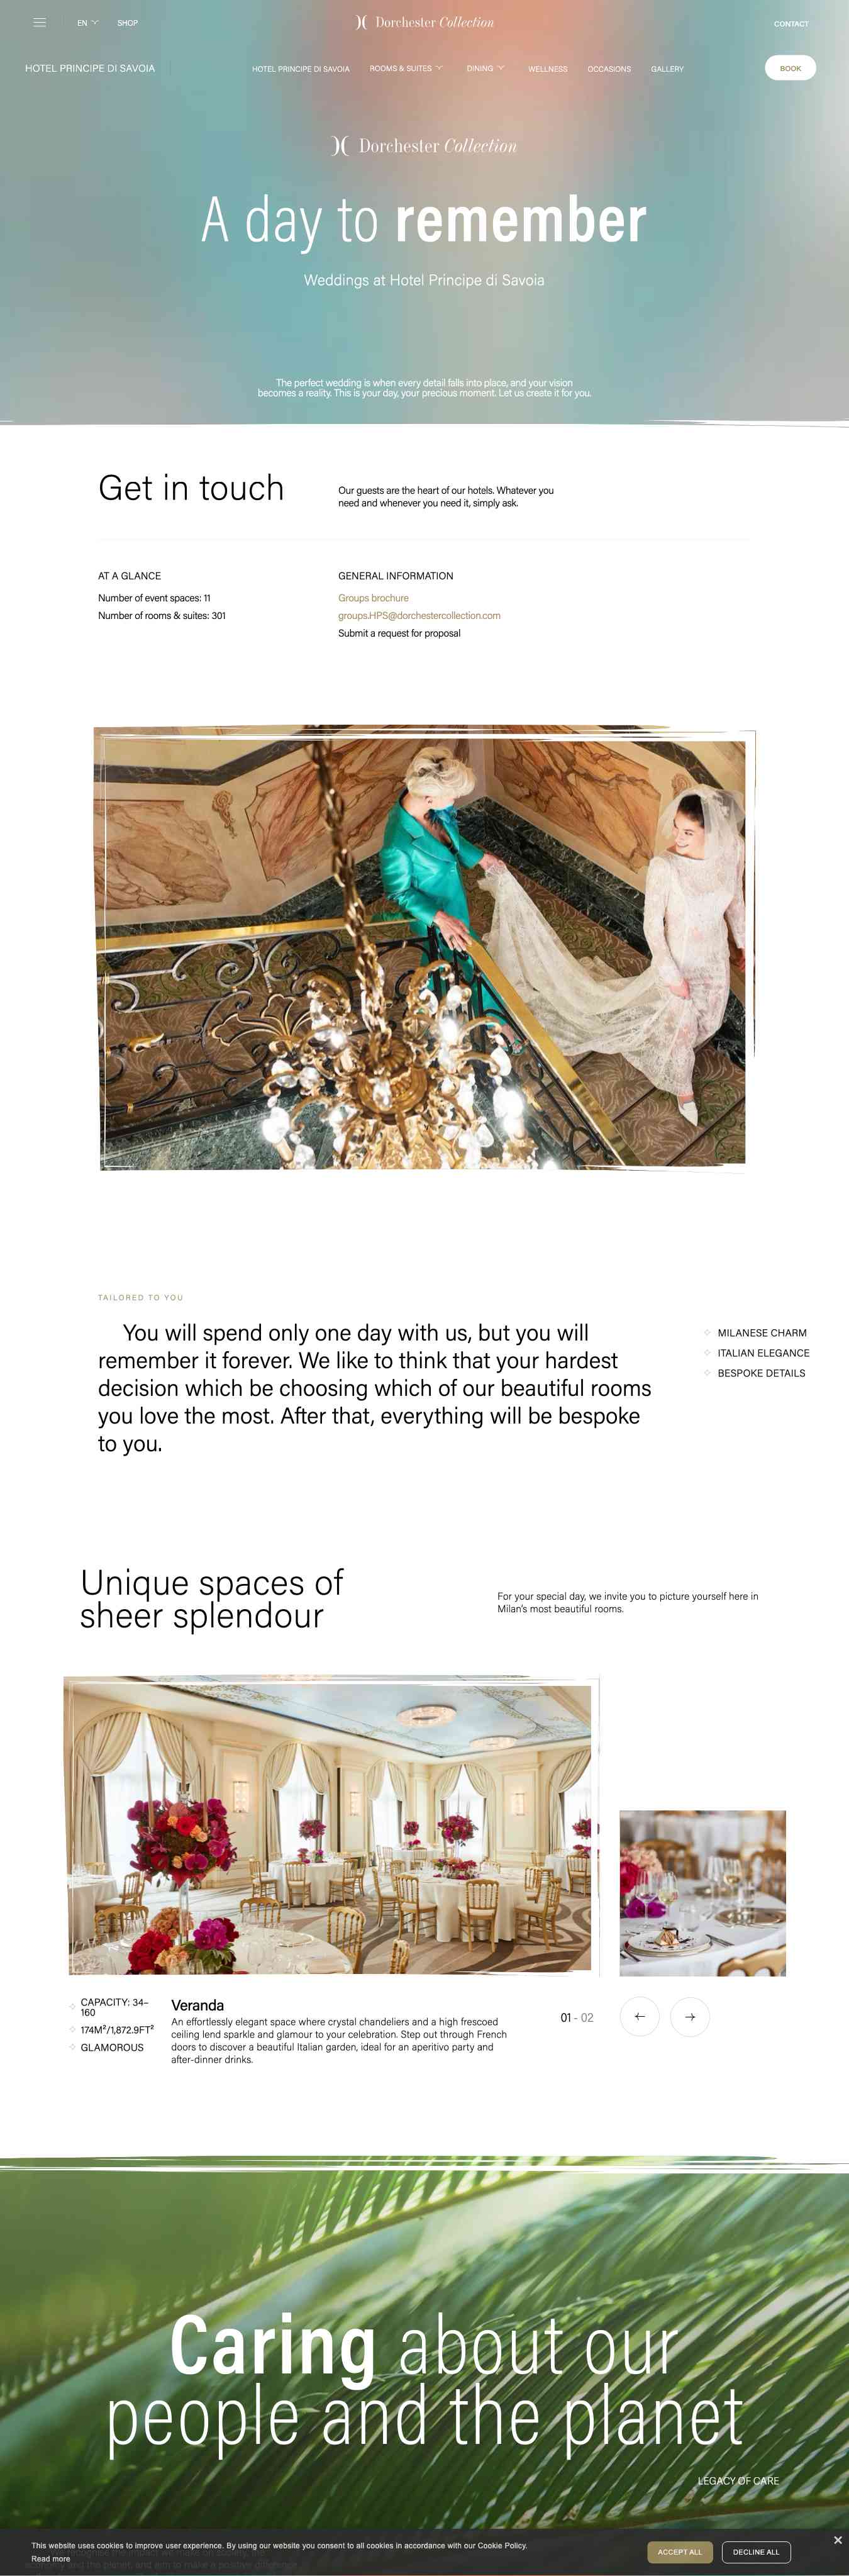 EN
SHOP
Dorchester Collection
CONTACT
HOTEL PRINCIPE DI SAVOIA
HOTEL PRINCIPE DI SAVOIA
ROOMS & SUITES
DINING
WELLNESS
OCCASIONS
GALLERY
BOOK
Dorchester Collection
A day to remember
Weddings at Hotel Principe di Savoia
The perfect wedding is when every detail falls into place, and your vision
becomes a reality. This is your day, your precious moment. Let us create it for you.
Get in touch
Our guests are the heart of our hotels. Whatever you
need and whenever you need it, simply ask.
AT A GLANCE
Number of event spaces: 11
Number of rooms & suites: 301
GENERAL INFORMATION
Groups brochure
groups.HPS@dorchestercollection.com
Submit a request for proposal
TAILORED TO YOU
You will spend only one day with us, but you will
remember it forever. We like to think that your hardest
decision which be choosing which of our beautiful rooms
you love the most. After that, everything will be bespoke
to you.
MILANESE CHARM
ITALIAN ELEGANCE
BESPOKE DETAILS
Unique spaces of
sheer splendour
For your special day, we invite you to picture yourself here in
Milan's most beautiful rooms.
CAPACITY: 34–
160
174M²/1,872.9FT²
GLAMOROUS
Veranda
An effortlessly elegant space where crystal chandeliers and a high frescoed
ceiling lend sparkle and glamour to your celebration. Step out through French
doors to discover a beautiful Italian garden, ideal for an aperitivo party and
after-dinner drinks.
01 - 02
Caring about our
people and the planet
LEGACY OF CARE
This website uses cookies to improve user experience. By using our website you consent to all cookies in accordance with our Cookie Policy.
Read more
ACCEPT ALL
DECLINE ALL